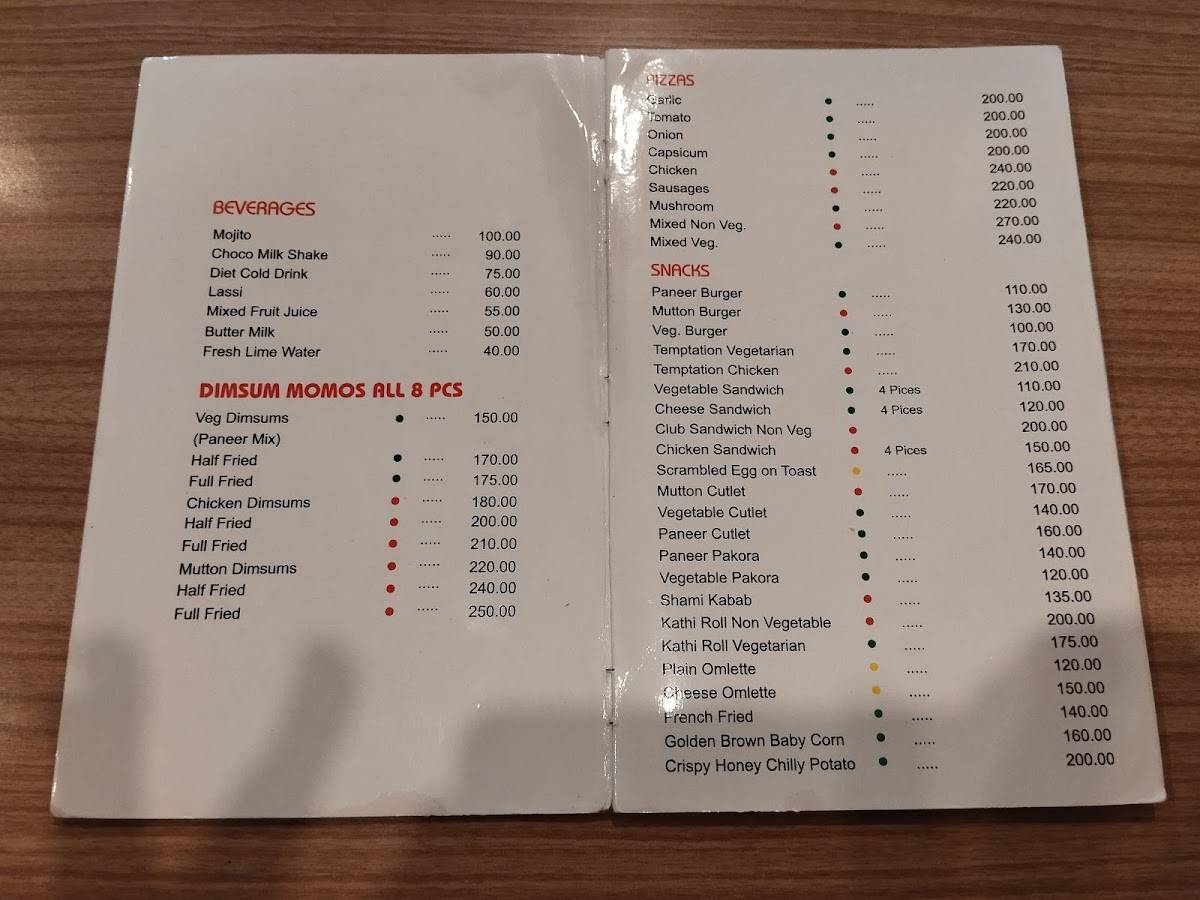 BEVERAGES
Mojito ..... 100.00
Choco Milk Shake ..... 90.00
Diet Cold Drink ..... 75.00
Lassi ..... 60.00
Mixed Fruit Juice ..... 55.00
Butter Milk ..... 50.00
Fresh Lime Water ..... 40.00
DIMSUM MOMOS ALL 8 PCS
Veg Dimsums ..... 150.00
(Paneer Mix)
Half Fried ..... 170.00
Full Fried ..... 175.00
Chicken Dimsums ..... 180.00
Half Fried ..... 200.00
Full Fried ..... 210.00
Mutton Dimsums ..... 220.00
Half Fried ..... 240.00
Full Fried ..... 250.00
PIZZAS
Garlic ..... 200.00
Tomato ..... 200.00
Onion ..... 200.00
Capsicum ..... 200.00
Chicken ..... 240.00
Sausages ..... 220.00
Mushroom ..... 220.00
Mixed Non Veg. ..... 270.00
Mixed Veg. ..... 240.00
SNACKS
Paneer Burger ..... 110.00
Mutton Burger ..... 130.00
Veg. Burger ..... 100.00
Temptation Vegetarian ..... 170.00
Temptation Chicken ..... 210.00
Vegetable Sandwich 4 Pices 110.00
Cheese Sandwich 4 Pices 120.00
Club Sandwich Non Veg 200.00
Chicken Sandwich 4 Pices 150.00
Scrambled Egg on Toast ..... 165.00
Mutton Cutlet ..... 170.00
Vegetable Cutlet ..... 140.00
Paneer Cutlet ..... 160.00
Paneer Pakora ..... 140.00
Vegetable Pakora ..... 120.00
Shami Kabab ..... 135.00
Kathi Roll Non Vegetable ..... 200.00
Kathi Roll Vegetarian ..... 175.00
Plain Omlette ..... 120.00
Cheese Omlette ..... 150.00
French Fried ..... 140.00
Golden Brown Baby Corn ..... 160.00
Crispy Honey Chilly Potato ..... 200.00